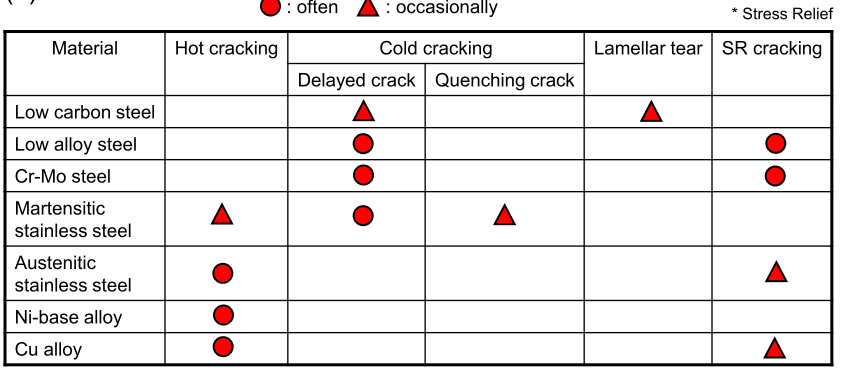 : often : occasionally
* Stress Relief
Material Hot cracking Cold cracking Lamellar tear SR cracking
Delayed crack Quenching crack
Low carbon steel
Low alloy steel
Cr-Mo steel
Martensitic
stainless steel
Austenitic
stainless steel
Ni-base alloy
Cu alloy